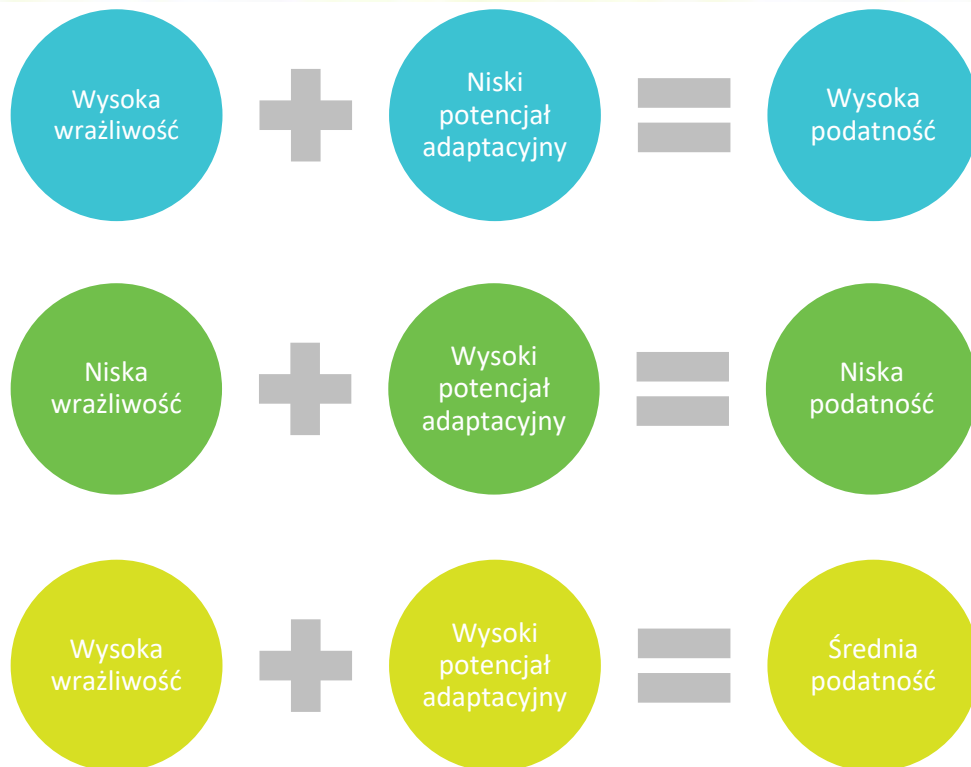 Wysoka
wrażliwość
Niski
potencjał
adaptacyjny
Wysoka
podatność
Niska
wrażliwość
Wysoki
potencjał
adaptacyjny
Niska
podatność
Wysoka
wrażliwość
Wysoki
potencjał
adaptacyjny
Średnia
podatność